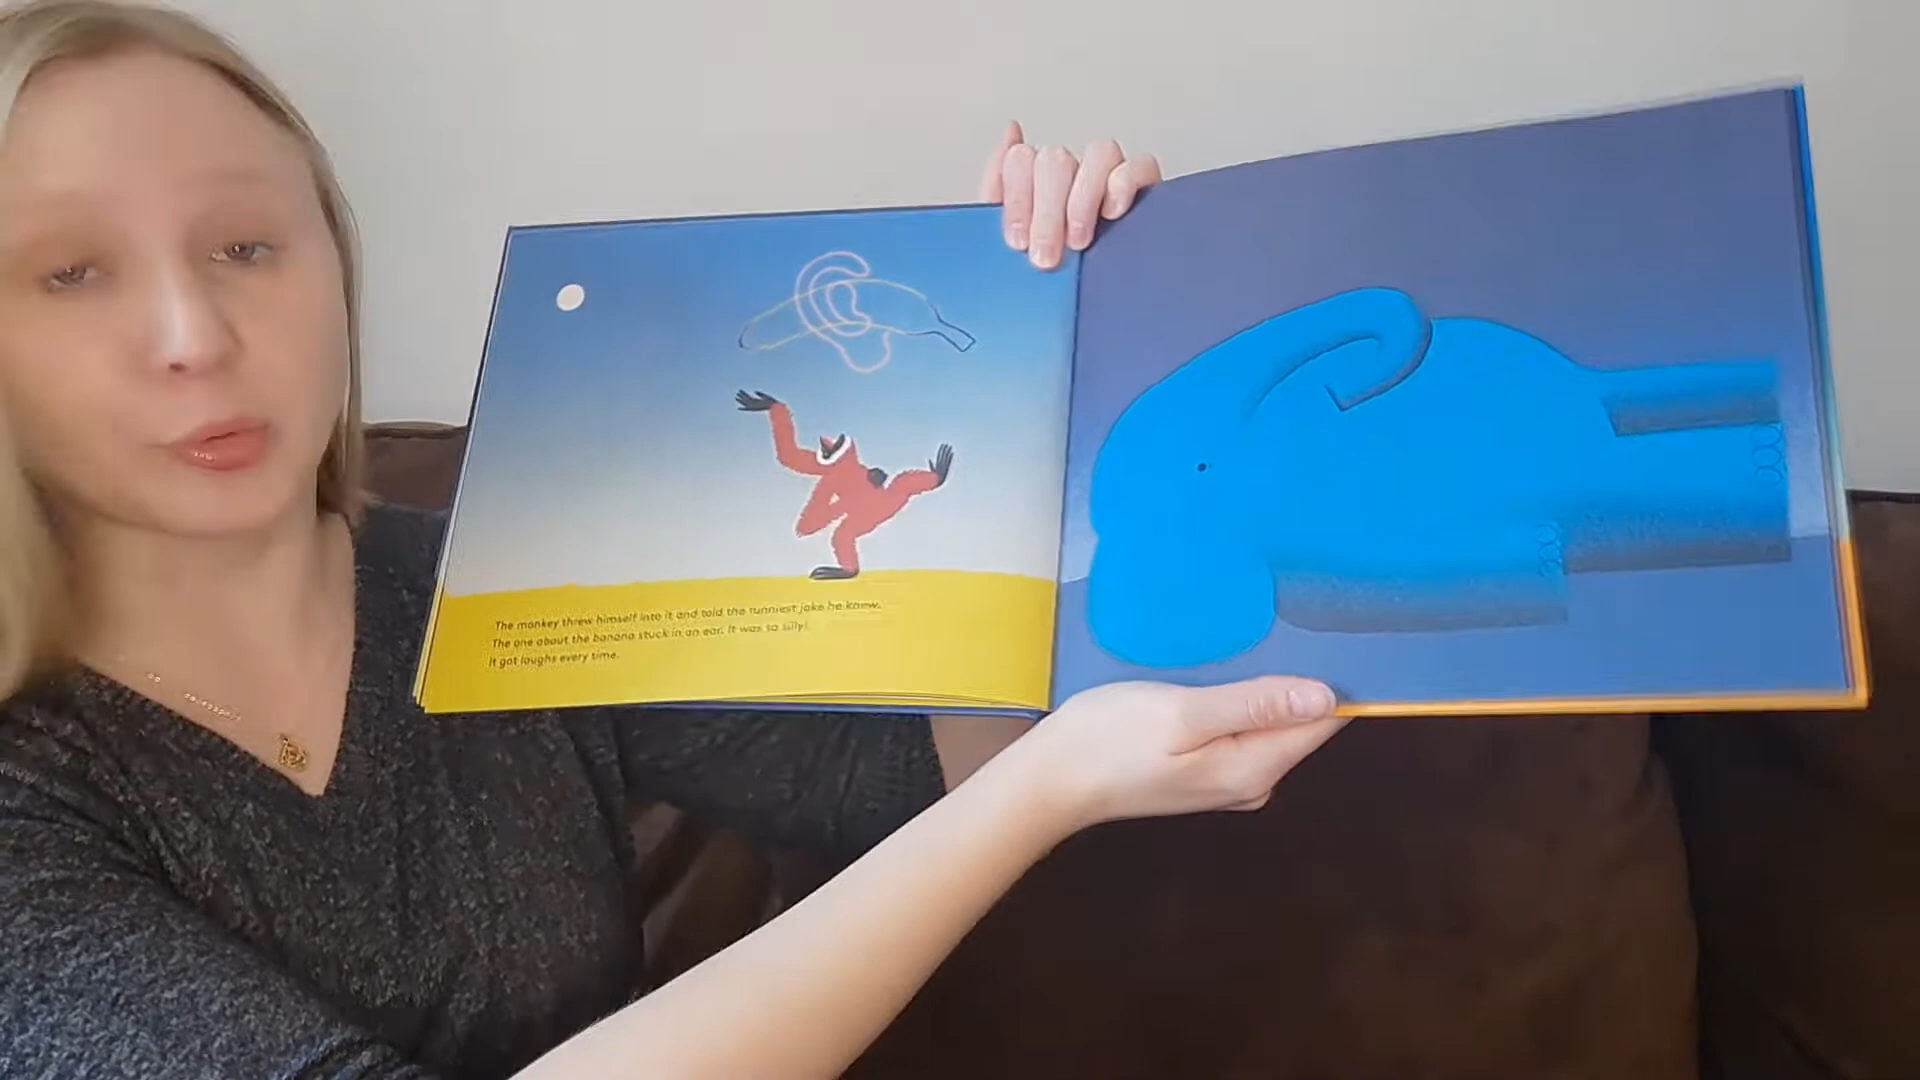 The monkey threw himself into it and told the funniest joke he knew.
The one about the banana stuck in an ear. It was so silly!
It got laughs every time.